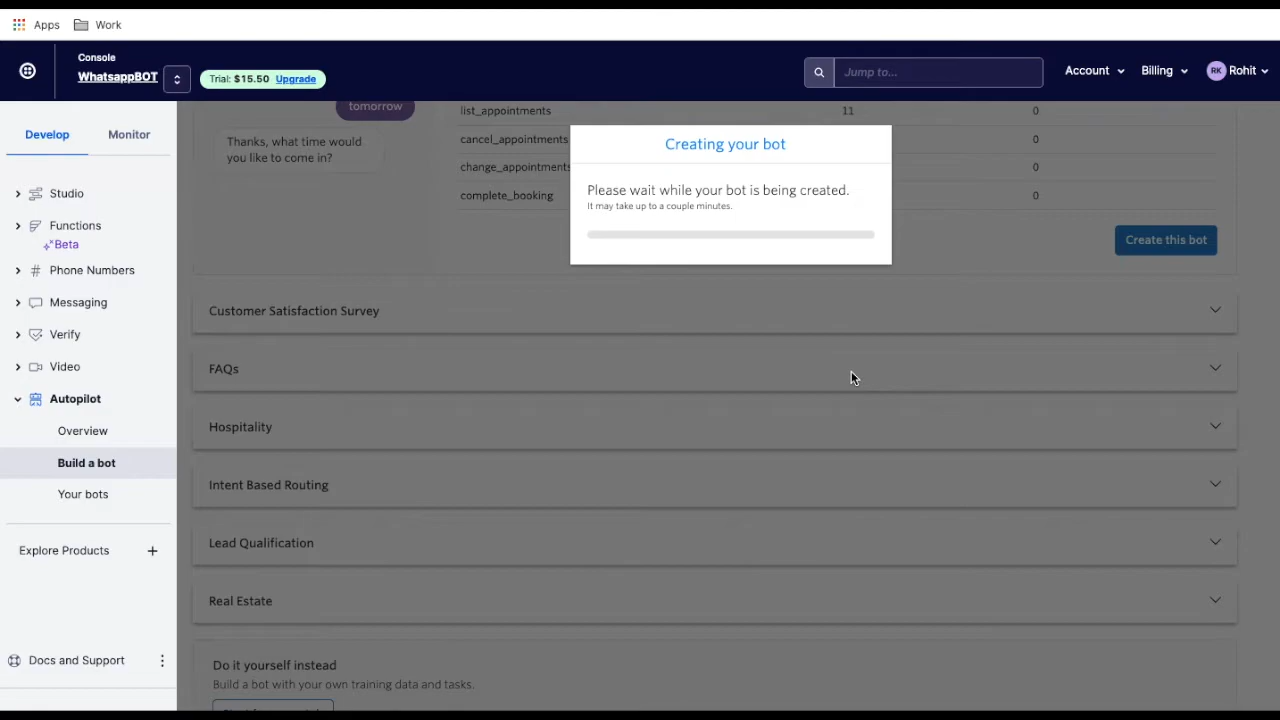 Apps
Work
Console
WhatsappBOT
Trial: $15.50 Upgrade
Jump to...
Account
Billing
RK
Rohit
Develop
Monitor
Studio
Functions
Beta
Phone Numbers
Messaging
Verify
Video
Autopilot
Overview
Build a bot
Your bots
Explore Products
Docs and Support
tomorrow
Thanks, what time would
you like to come in?
list_appointments 11 0
cancel_appointments 0
change_appointments 0
complete_booking 0
Creating your bot
Please wait while your bot is being created.
It may take up to a couple minutes.
Create this bot
Customer Satisfaction Survey
FAQs
Hospitality
Intent Based Routing
Lead Qualification
Real Estate
Do it yourself instead
Build a bot with your own training data and tasks.